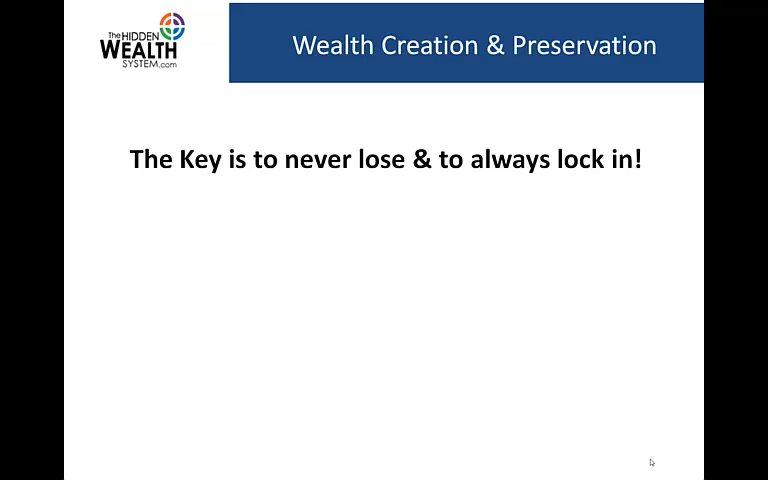 The HIDDEN
WEALTH
SYSTEM.com
Wealth Creation & Preservation
The Key is to never lose & to always lock in!